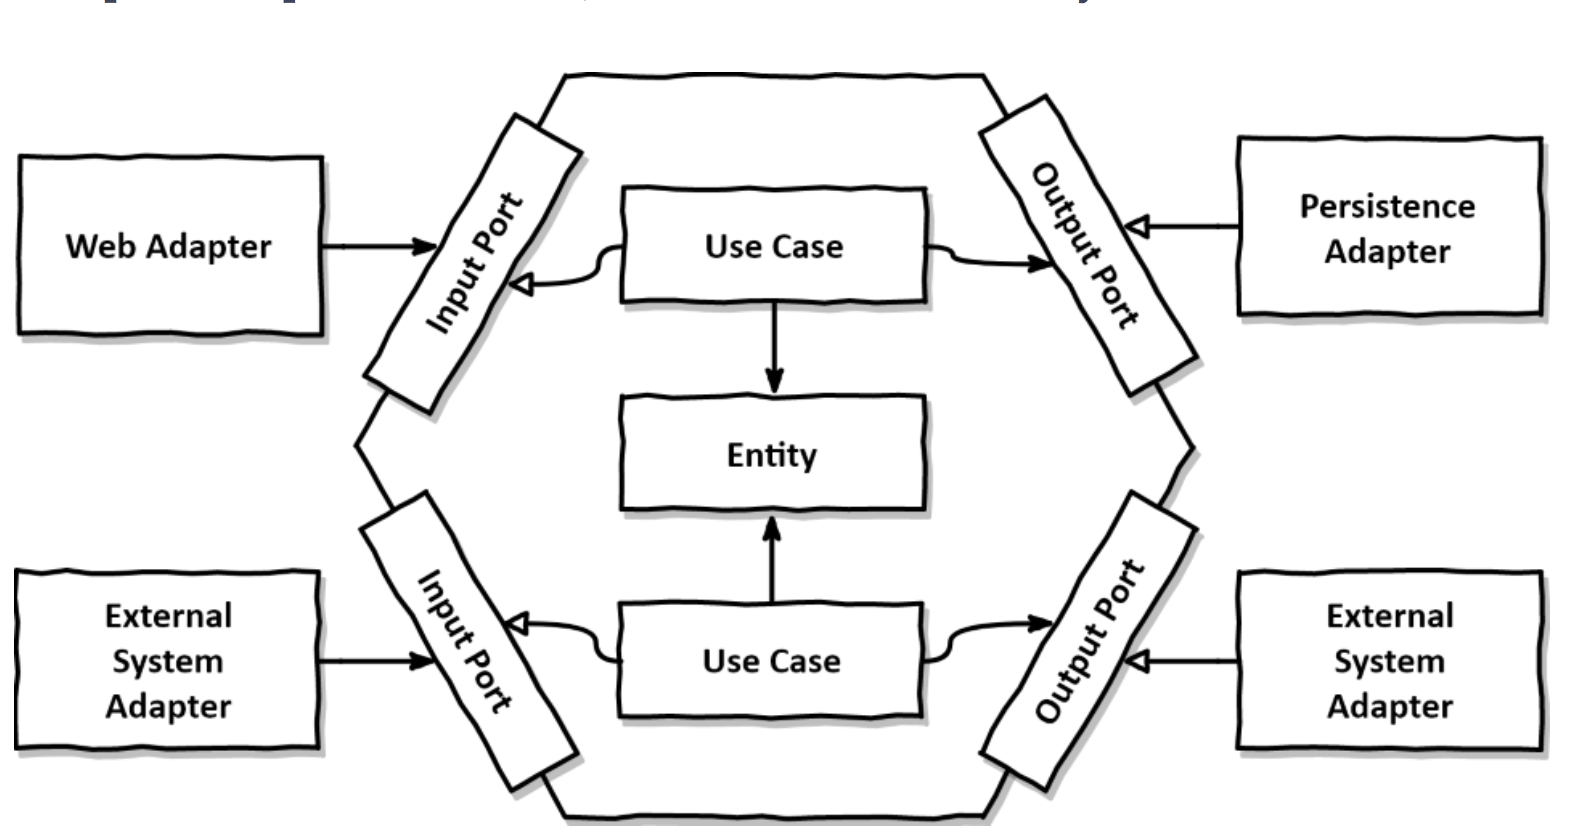 Web Adapter
Input Port
Use Case
Output Port
Persistence
Adapter
Entity
External
System
Adapter
Input Port
Use Case
Output Port
External
System
Adapter